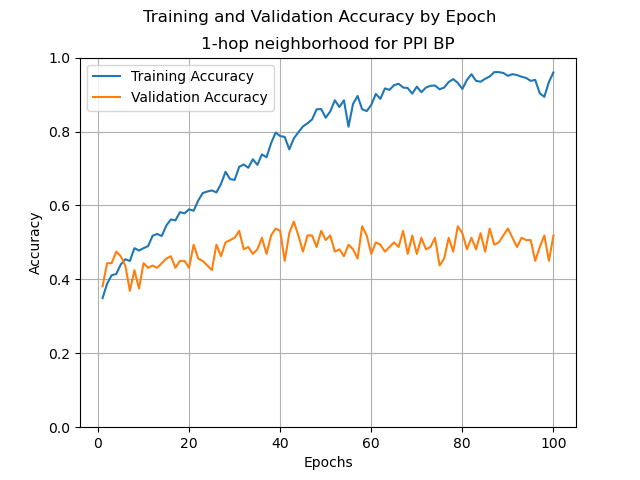 Training and Validation Accuracy by Epoch
1-hop neighborhood for PPI BP
Training Accuracy
Validation Accuracy
Accuracy
1.0
0.8
0.6
0.4
0.2
0.0
0 20 40 60 80 100
Epochs